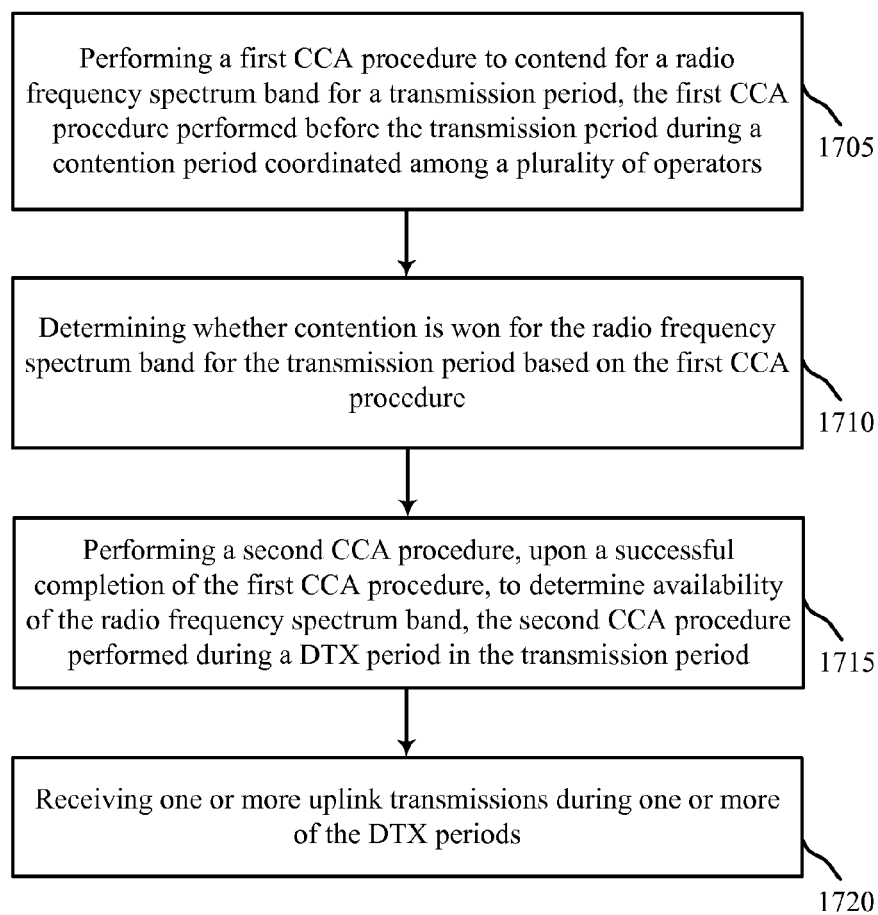 Performing a first CCA procedure to contend for a radio
frequency spectrum band for a transmission period, the first CCA
procedure performed before the transmission period during a
contention period coordinated among a plurality of operators
1705
Determining whether contention is won for the radio frequency
spectrum band for the transmission period based on the first CCA
procedure
1710
Performing a second CCA procedure, upon a successful
completion of the first CCA procedure, to determine availability
of the radio frequency spectrum band, the second CCA procedure
performed during a DTX period in the transmission period
1715
Receiving one or more uplink transmissions during one or more
of the DTX periods
1720